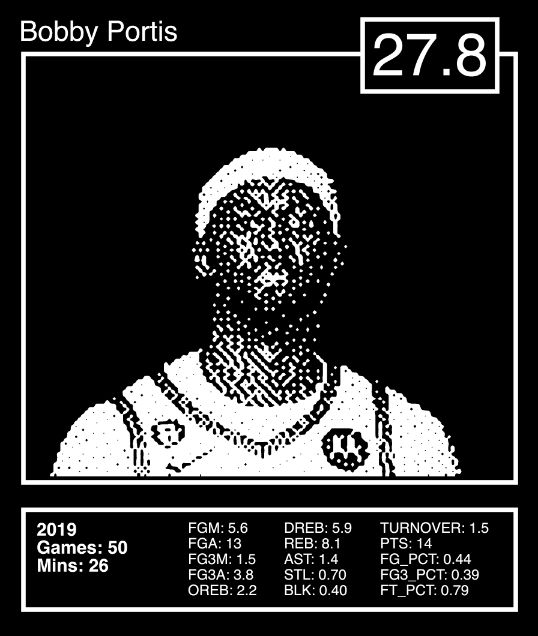 Bobby Portis
27.8
2019
Games: 50
Mins: 26
FGM: 5.6
FGA: 13
FG3M: 1.5
FG3A: 3.8
OREB: 2.2
DREB: 5.9
REB: 8.1
AST: 1.4
STL: 0.70
BLK: 0.40
TURNOVER: 1.5
PTS: 14
FG_PCT: 0.44
FG3_PCT: 0.39
FT_PCT: 0.79